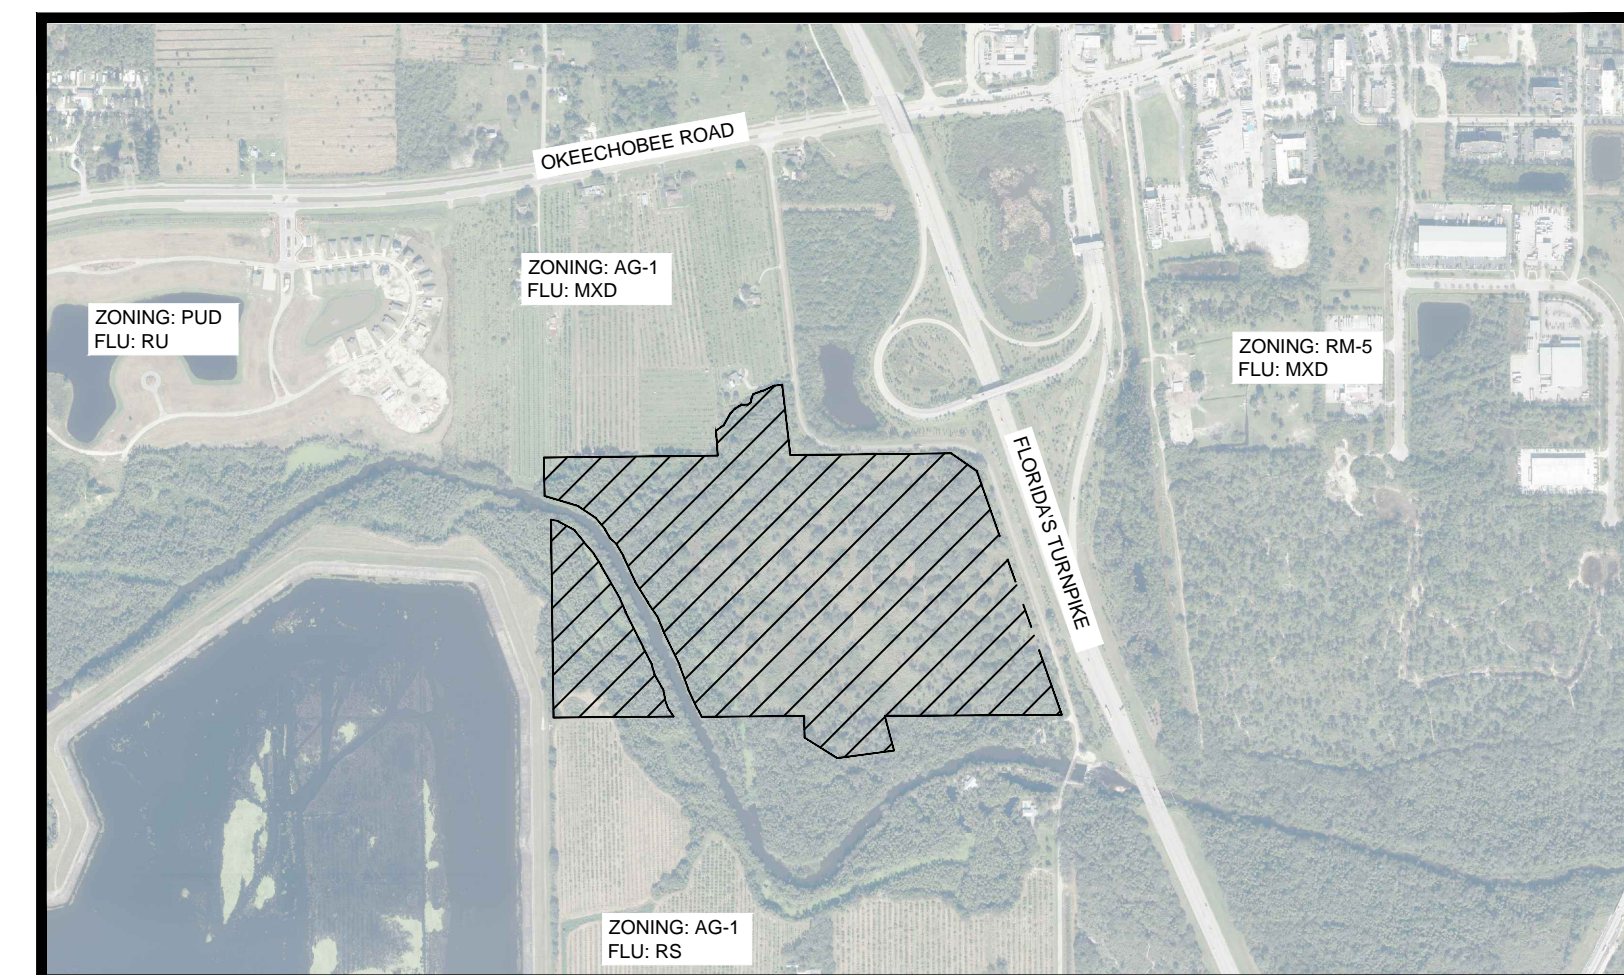 OKEECHOBEE ROAD
ZONING: AG-1
FLU: MXD
ZONING: PUD
FLU: RU
ZONING: RM-5
FLU: MXD
FLORIDA'S TURNPIKE
ZONING: AG-1
FLU: RS